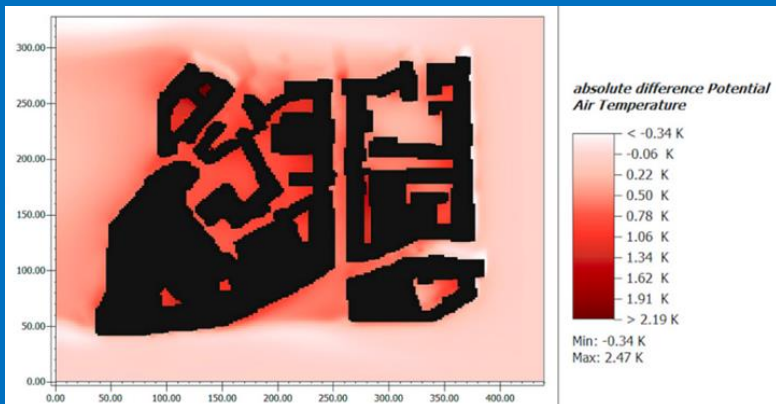 absolute difference Potential
Air Temperature
< -0.34 K
-0.06 K
0.22 K
0.50 K
0.78 K
1.06 K
1.34 K
1.62 K
1.91 K
> 2.19 K
Min: -0.34 K
Max: 2.47 K
300.00
250.00
200.00
150.00
100.00
50.00
0.00
0.00 50.00 100.00 150.00 200.00 250.00 300.00 350.00 400.00